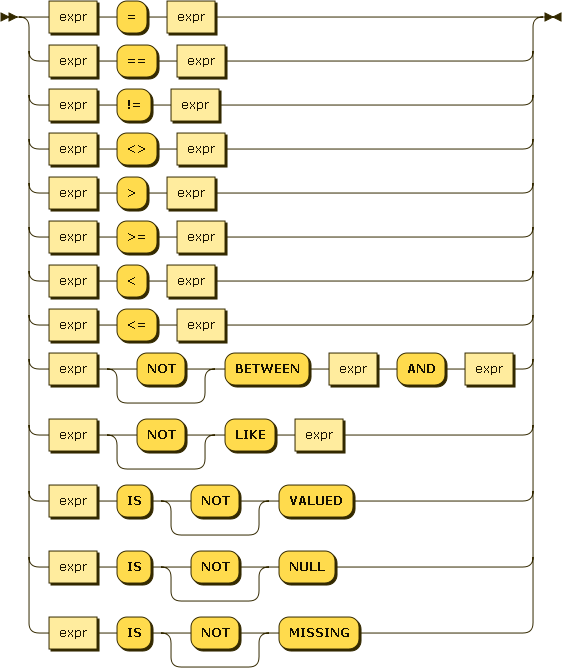 expr = expr
expr == expr
expr != expr
expr <> expr
expr > expr
expr >= expr
expr < expr
expr <= expr
expr NOT BETWEEN expr AND expr
expr NOT LIKE expr
expr IS NOT VALUED
expr IS NOT NULL
expr IS NOT MISSING